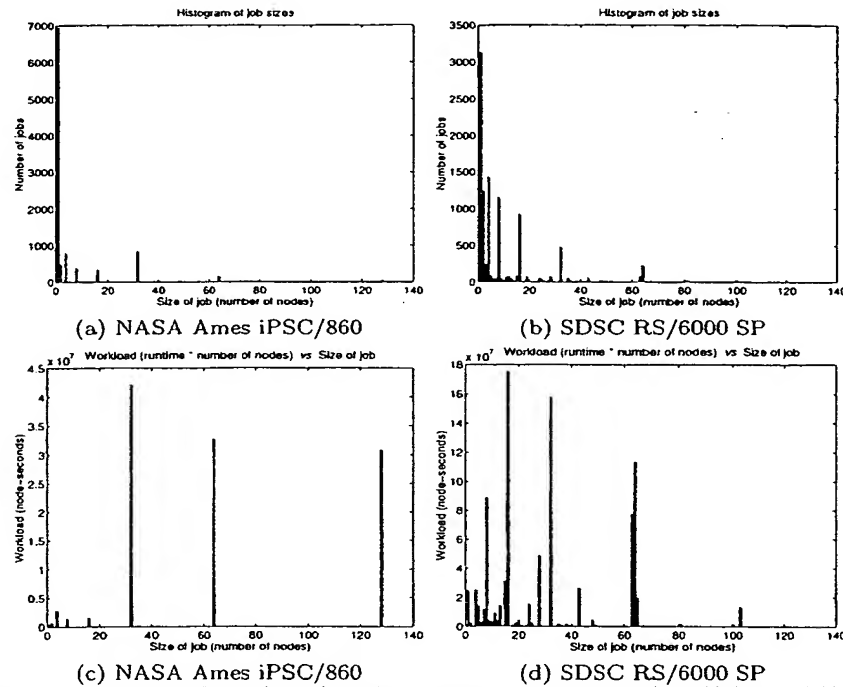 Histogram of job sizes
Number of jobs
7000
6000
5000
4000
3000
2000
1000
0
0 20 40 60 80 100 120 140
Size of job (number of nodes)
(a) NASA Ames iPSC/860
Histogram of job sizes
Number of jobs
3500
3000
2500
2000
1500
1000
500
0
0 20 40 60 80 100 120 140
Size of job (number of nodes)
(b) SDSC RS/6000 SP
x 10^7 Workload (runtime * number of nodes) vs Size of job
Workload (node-seconds)
4.5
4
3.5
3
2.5
2
1.5
1
0.5
0
0 20 40 60 80 100 120 140
Size of job (number of nodes)
(c) NASA Ames iPSC/860
x 10^7 Workload (runtime * number of nodes) vs Size of job
Workload (node-seconds)
18
16
14
12
10
8
6
4
2
0
0 20 40 60 80 100 120 140
Size of job (number of nodes)
(d) SDSC RS/6000 SP